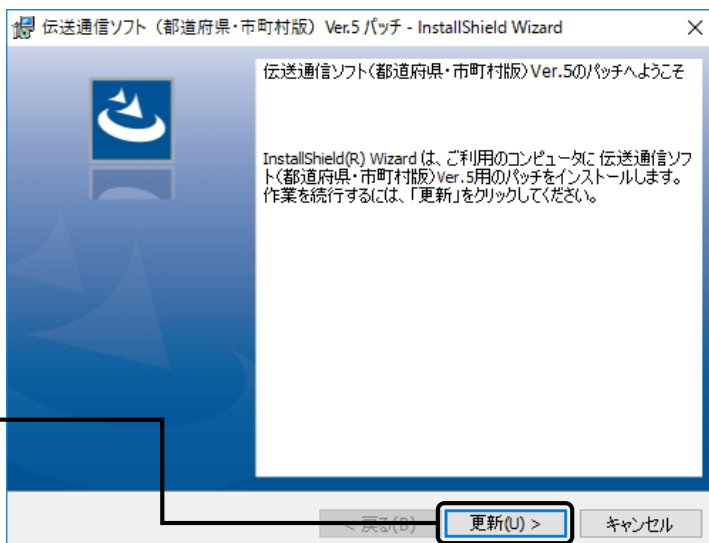 伝送通信ソフト（都道府県・市町村版）Ver.5 パッチ - InstallShield Wizard
伝送通信ソフト(都道府県・市町村版)Ver.5のパッチへようこそ
InstallShield(R) Wizard は、ご利用のコンピュータに 伝送通信ソフ
ト(都道府県・市町村版)Ver.5用のパッチをインストールします。
作業を続行するには、「更新」をクリックしてください。
< 戻る(B) 更新(U) > キャンセル